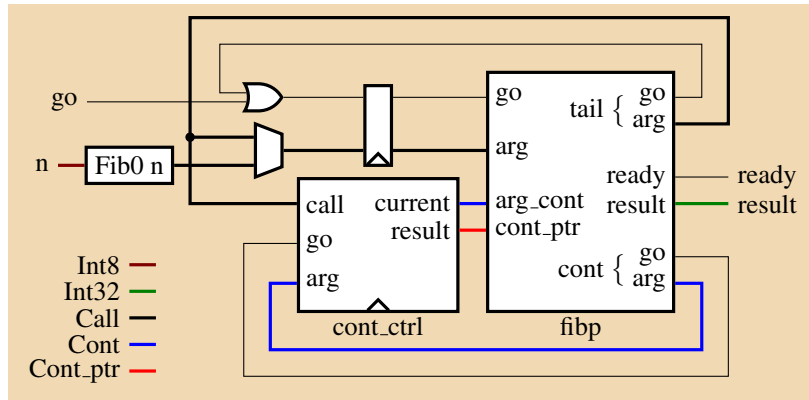 go
n
Fib0 n
go
arg
tail {
go
arg
ready
result
arg_cont
cont_ptr
cont {
go
arg
fibp
ready
result
call
go
arg
current
result
cont_ctrl
Int8
Int32
Call
Cont
Cont_ptr